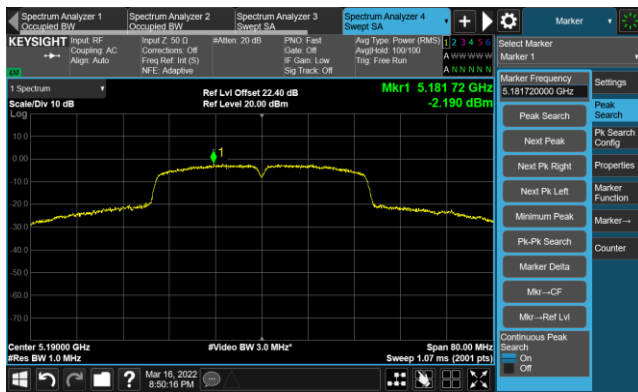 Spectrum Analyzer 1
Occupied BW
Spectrum Analyzer 2
Occupied BW
Spectrum Analyzer 3
Swept SA
Spectrum Analyzer 4
Swept SA
Marker
KEYSIGHT
Input: RF
Coupling: AC
Align: Auto
Input Z: 50 Ω
Corrections: Off
Freq Ref: Int (S)
NFE: Adaptive
#Atten: 20 dB
PNO: Fast
Gate: Off
IF Gain: Low
Sig Track: Off
Avg Type: Power (RMS)
Avg|Hold: 100/100
Trig: Free Run
1 2 3 4 5 6
A W W W W W
A N N N N N
Select Marker
Marker 1
1 Spectrum
Scale/Div 10 dB
Log
Ref Lvl Offset 22.40 dB
Ref Level 20.00 dBm
Mkr1 5.181 72 GHz
-2.190 dBm
10.0
0.00
-10.0
-20.0
-30.0
-40.0
-50.0
-60.0
-70.0
1
Center 5.19000 GHz
#Res BW 1.0 MHz
#Video BW 3.0 MHz*
Span 80.00 MHz
Sweep 1.07 ms (2001 pts)
Marker Frequency
5.181720000 GHz
Peak Search
Next Peak
Next Pk Right
Next Pk Left
Minimum Peak
Pk-Pk Search
Marker Delta
Mkr→CF
Mkr→Ref Lvl
Continuous Peak
Search
On
Off
Settings
Peak
Search
Pk Search
Config
Properties
Marker
Function
Marker→
Counter
?
Mar 16, 2022
8:50:16 PM